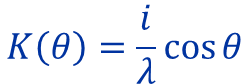 K(θ) = i/λ cos θ